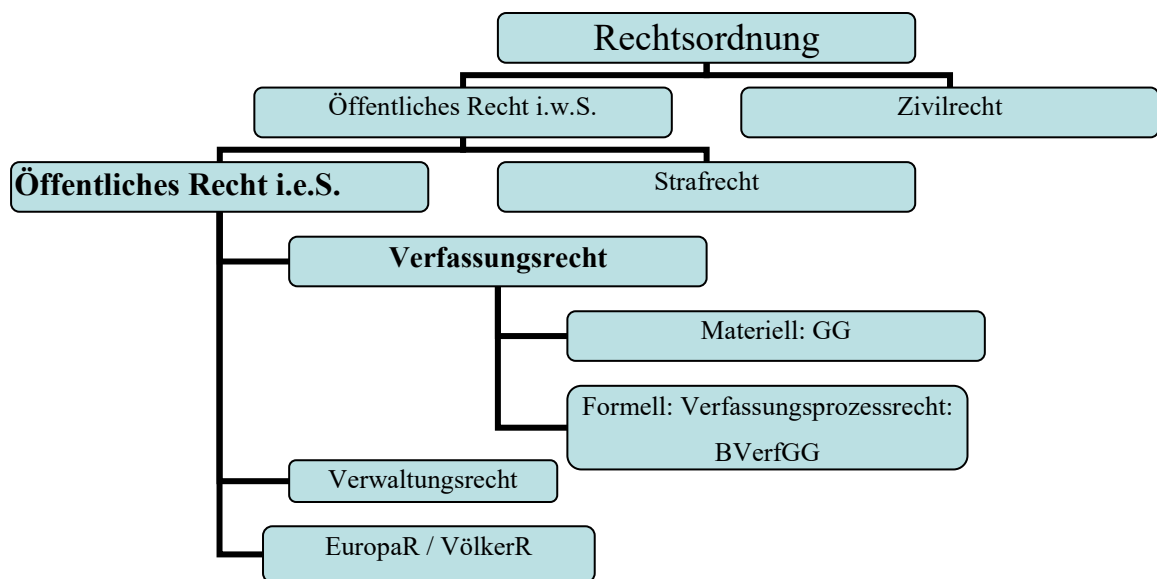 Rechtsordnung
Öffentliches Recht i.w.S.
Zivilrecht
Öffentliches Recht i.e.S.
Strafrecht
Verfassungsrecht
Materiell: GG
Formell: Verfassungsprozessrecht:
BVerfGG
Verwaltungsrecht
EuropaR / VölkerR